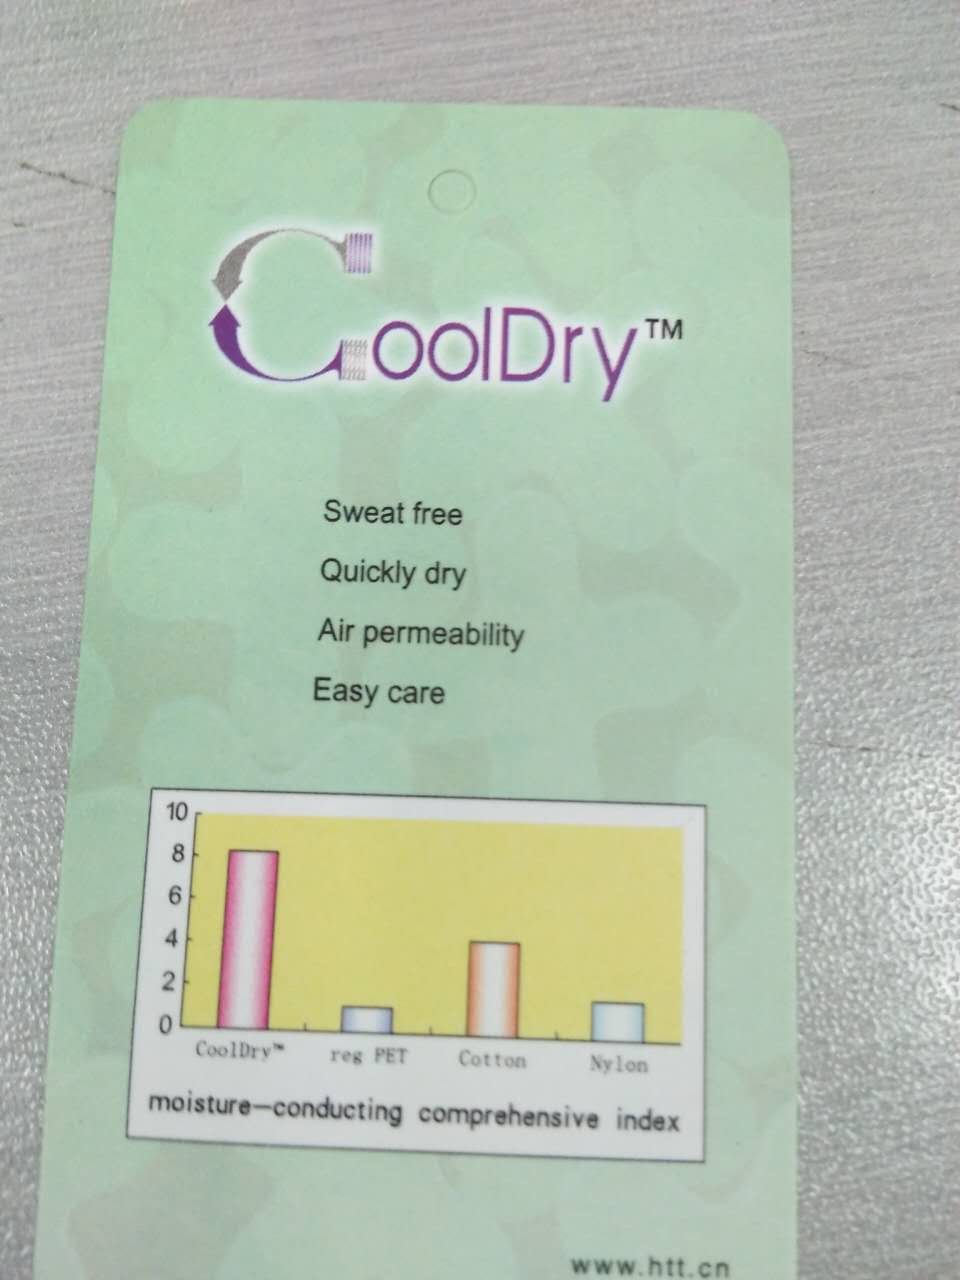 CoolDry™
Sweat free
Quickly dry
Air permeability
Easy care
10
8
6
4
2
0
CoolDry™ reg PET Cotton Nylon
moisture-conducting comprehensive index
www.htt.cn